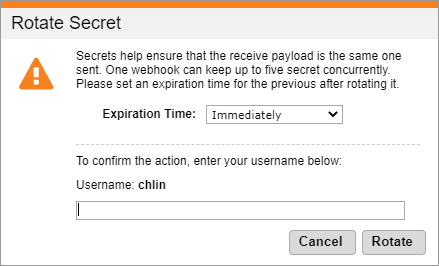 Rotate Secret
Secrets help ensure that the receive payload is the same one
sent. One webhook can keep up to five secret concurrently.
Please set an expiration time for the previous after rotating it.
Expiration Time: Immediately
To confirm the action, enter your username below:
Username: chlin
Cancel Rotate